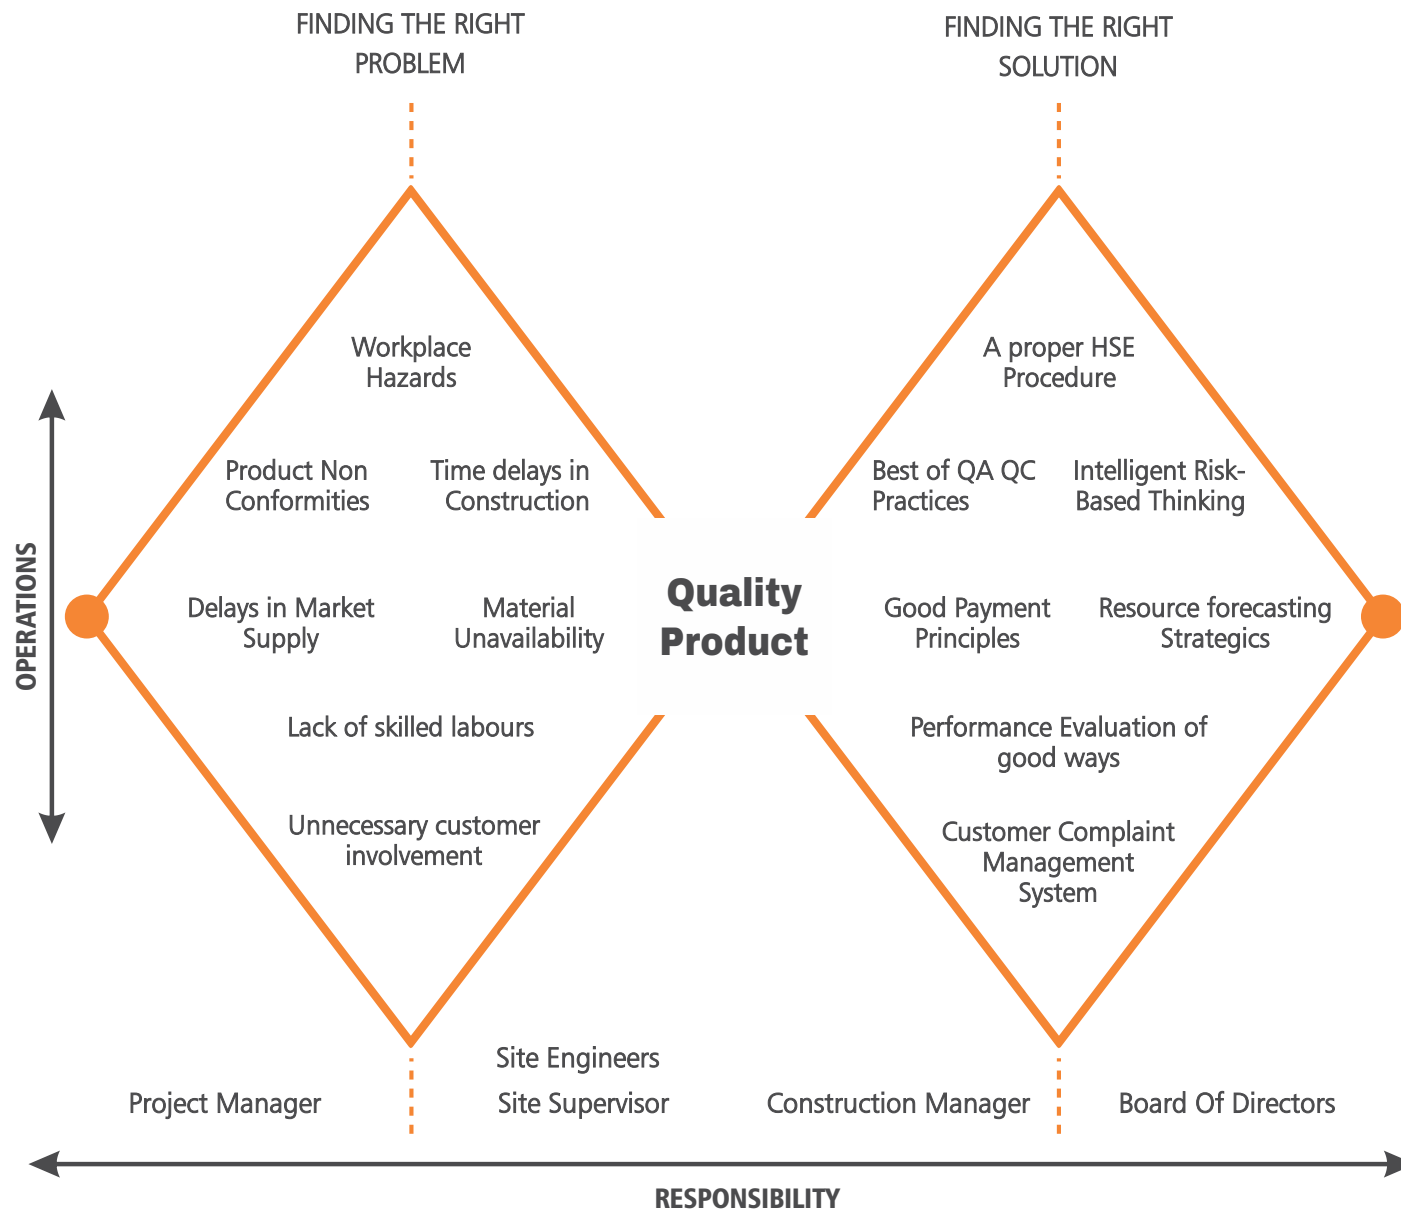 FINDING THE RIGHT
PROBLEM
FINDING THE RIGHT
SOLUTION
Workplace
Hazards
Product Non
Conformities
Time delays in
Construction
Delays in Market
Supply
Material
Unavailability
Lack of skilled labours
Unnecessary customer
involvement
Quality
Product
A proper HSE
Procedure
Best of QA QC
Practices
Intelligent Risk-
Based Thinking
Good Payment
Principles
Resource forecasting
Strategics
Performance Evaluation of
good ways
Customer Complaint
Management
System
OPERATIONS
Project Manager
Site Engineers
Site Supervisor
Construction Manager
Board Of Directors
RESPONSIBILITY